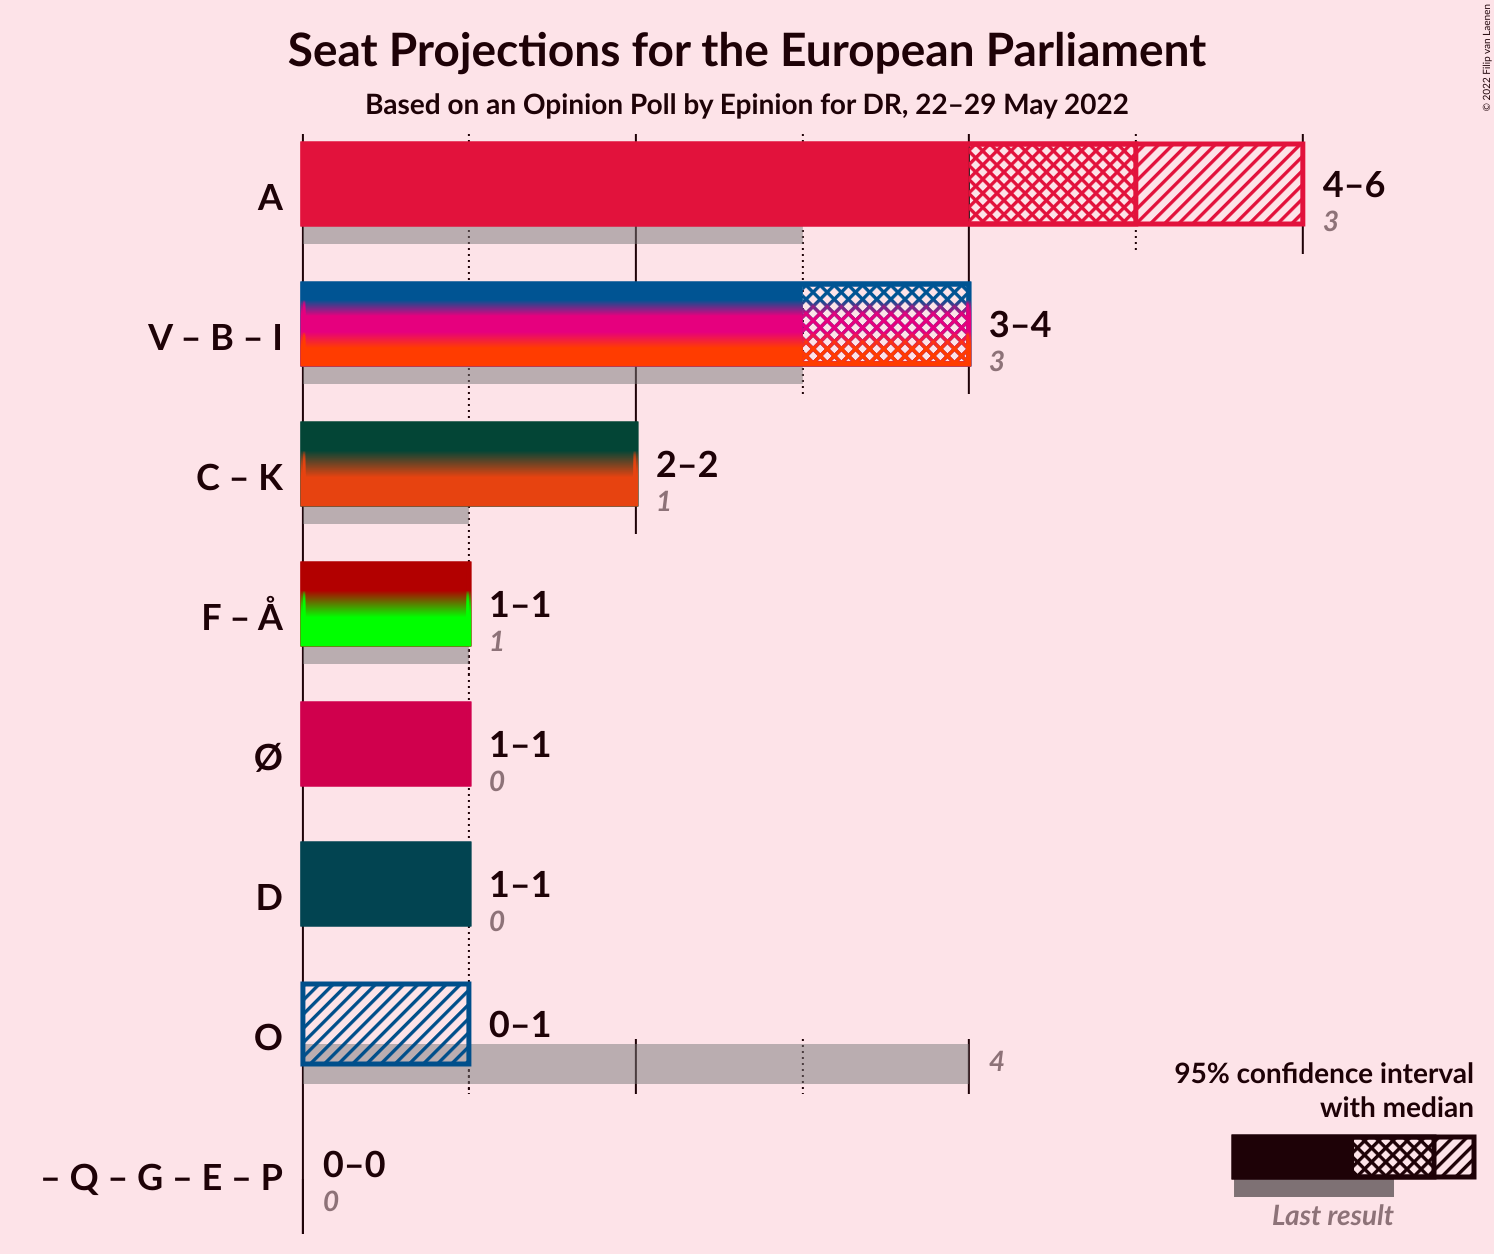 Seat Projections for the European Parliament
Based on an Opinion Poll by Epinion for DR, 22–29 May 2022
© 2022 Filip van Laenen
A
4–6
3
V – B – I
3–4
3
C – K
2–2
1
F – Å
1–1
1
Ø
1–1
0
D
1–1
0
O
0–1
4
– Q – G – E – P
0–0
0
95% confidence interval
with median
Last result